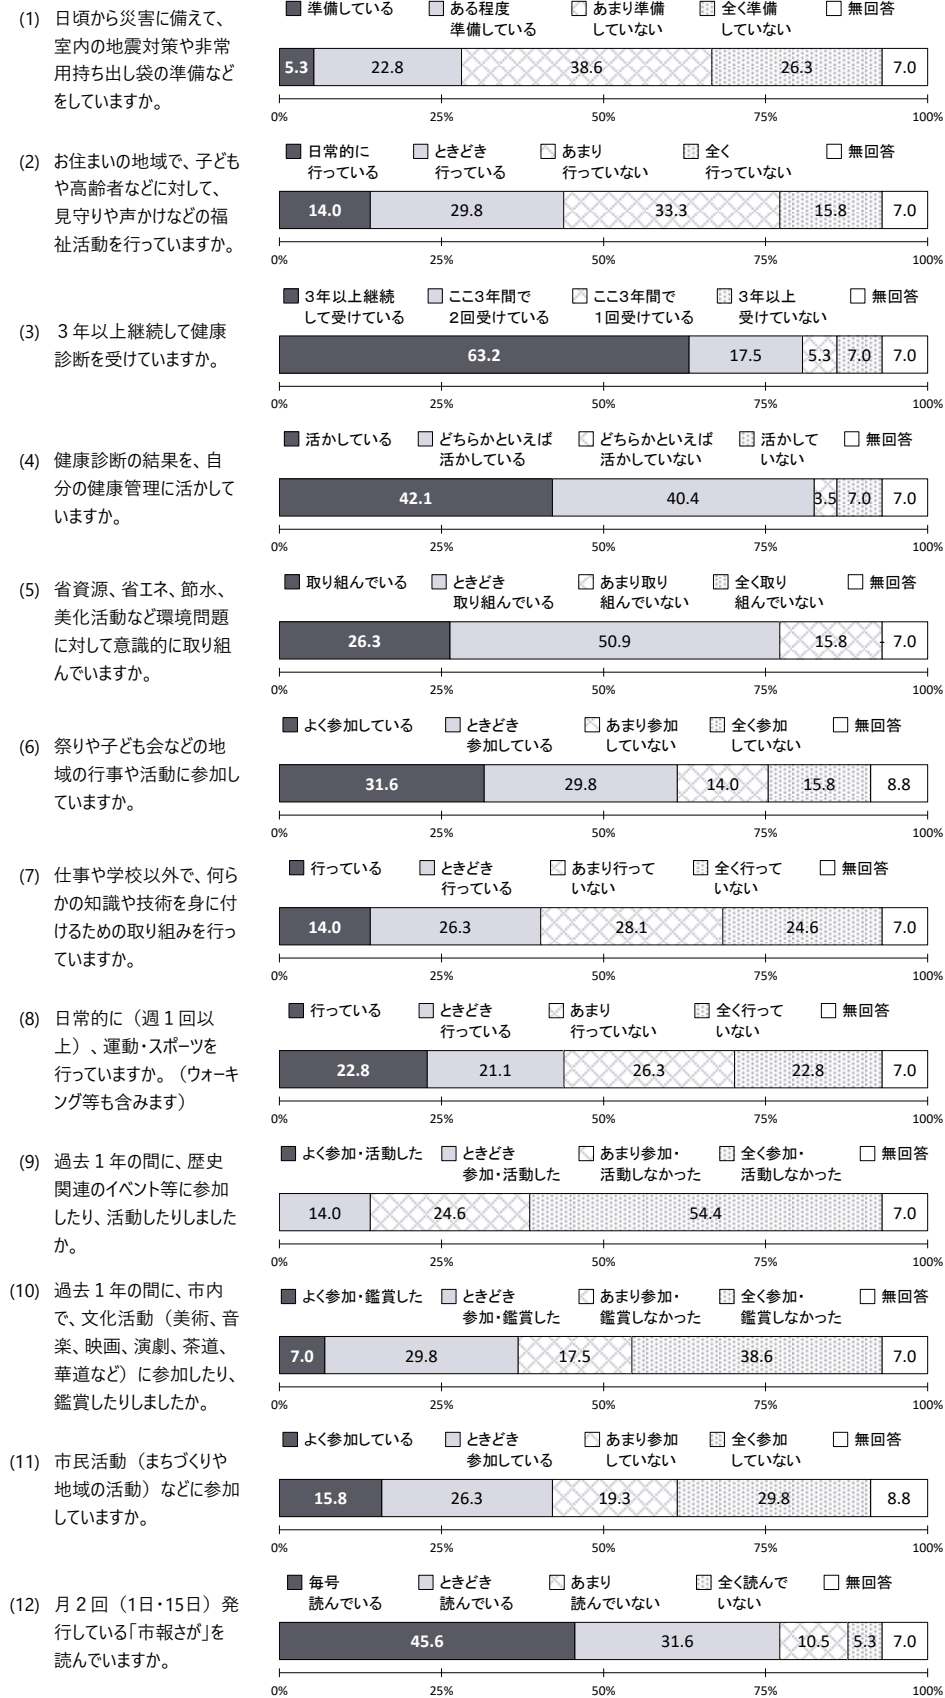 (1) 日頃から災害に備えて、
室内の地震対策や非常
用持ち出し袋の準備など
をしていますか。
準備している ある程度 あまり準備 全く準備 無回答
準備している していない していない
5.3 22.8 38.6 26.3 7.0
0% 25% 50% 75% 100%
(2) お住まいの地域で、子ども
や高齢者などに対して、
見守りや声かけなどの福
祉活動を行っていますか。
日常的に ときどき あまり 全く 無回答
行っている 行っている 行っていない 行っていない
14.0 29.8 33.3 15.8 7.0
0% 25% 50% 75% 100%
(3) ３年以上継続して健康
診断を受けていますか。
３年以上継続 ここ３年間で ここ３年間で ３年以上 無回答
して受けている ２回受けている １回受けている 受けていない
63.2 17.5 5.3 7.0 7.0
0% 25% 50% 75% 100%
(4) 健康診断の結果を、自
分の健康管理に活かして
いますか。
活かしている どちらかといえば どちらかといえば 活かして 無回答
活かしている 活かしていない いない
42.1 40.4 3.5 7.0 7.0
0% 25% 50% 75% 100%
(5) 省資源、省エネ、節水、
美化活動など環境問題
に対して意識的に取り組
んでいますか。
取り組んでいる ときどき あまり取り 全く取り 無回答
取り組んでいる 組んでいない 組んでいない
26.3 50.9 15.8 - 7.0
0% 25% 50% 75% 100%
(6) 祭りや子ども会などの地
域の行事や活動に参加し
ていますか。
よく参加している ときどき あまり参加 全く参加 無回答
参加している していない していない
31.6 29.8 14.0 15.8 8.8
0% 25% 50% 75% 100%
(7) 仕事や学校以外で、何ら
かの知識や技術を身に付
けるための取り組みを行っ
ていますか。
行っている ときどき あまり行って 全く行って 無回答
行っている いない いない
14.0 26.3 28.1 24.6 7.0
0% 25% 50% 75% 100%
(8) 日常的に（週１回以
上）、運動・スポーツを
行っていますか。（ウォーキ
ング等も含みます）
行っている ときどき あまり 全く行って 無回答
行っている 行っていない いない
22.8 21.1 26.3 22.8 7.0
0% 25% 50% 75% 100%
(9) 過去１年の間に、歴史
関連のイベント等に参加
したり、活動したりしました
か。
よく参加・活動した ときどき あまり参加・ 全く参加・ 無回答
参加・活動した 活動しなかった 活動しなかった
14.0 24.6 54.4 7.0
0% 25% 50% 75% 100%
(10) 過去１年の間に、市内
で、文化活動（美術、音
楽、映画、演劇、茶道、
華道など）に参加したり、
鑑賞したりしましたか。
よく参加・鑑賞した ときどき あまり参加・ 全く参加・ 無回答
参加・鑑賞した 鑑賞しなかった 鑑賞しなかった
7.0 29.8 17.5 38.6 7.0
0% 25% 50% 75% 100%
(11) 市民活動（まちづくりや
地域の活動）などに参加
していますか。
よく参加している ときどき あまり参加 全く参加 無回答
参加している していない していない
15.8 26.3 19.3 29.8 8.8
0% 25% 50% 75% 100%
(12) 月２回（1日・15日）発
行している「市報さが」を
読んでいますか。
毎号 ときどき あまり 全く読んで 無回答
読んでいる 読んでいる 読んでいない いない
45.6 31.6 10.5 5.3 7.0
0% 25% 50% 75% 100%